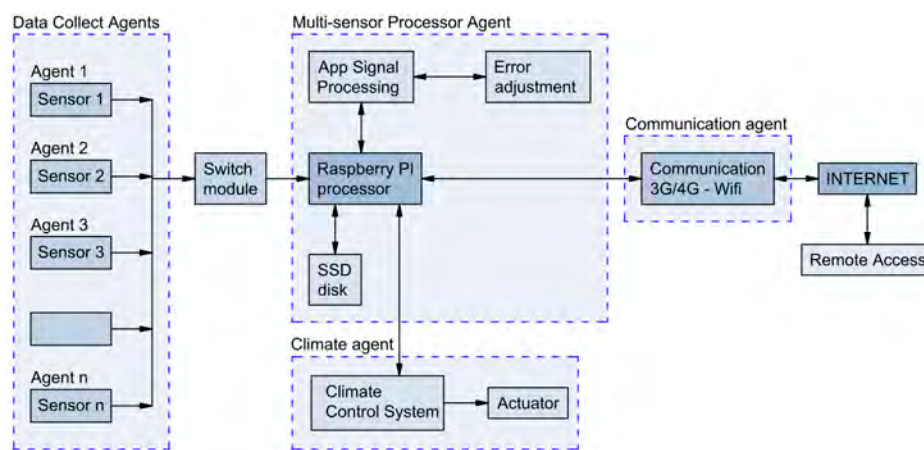 Data Collect Agents
Agent 1
Sensor 1
Agent 2
Sensor 2
Agent 3
Sensor 3
Agent n
Sensor n
Switch
module
Multi-sensor Processor Agent
App Signal
Processing
Error
adjustment
Raspberry PI
processor
SSD
disk
Climate agent
Climate
Control System
Actuator
Communication agent
Communication
3G/4G - Wifi
INTERNET
Remote Access